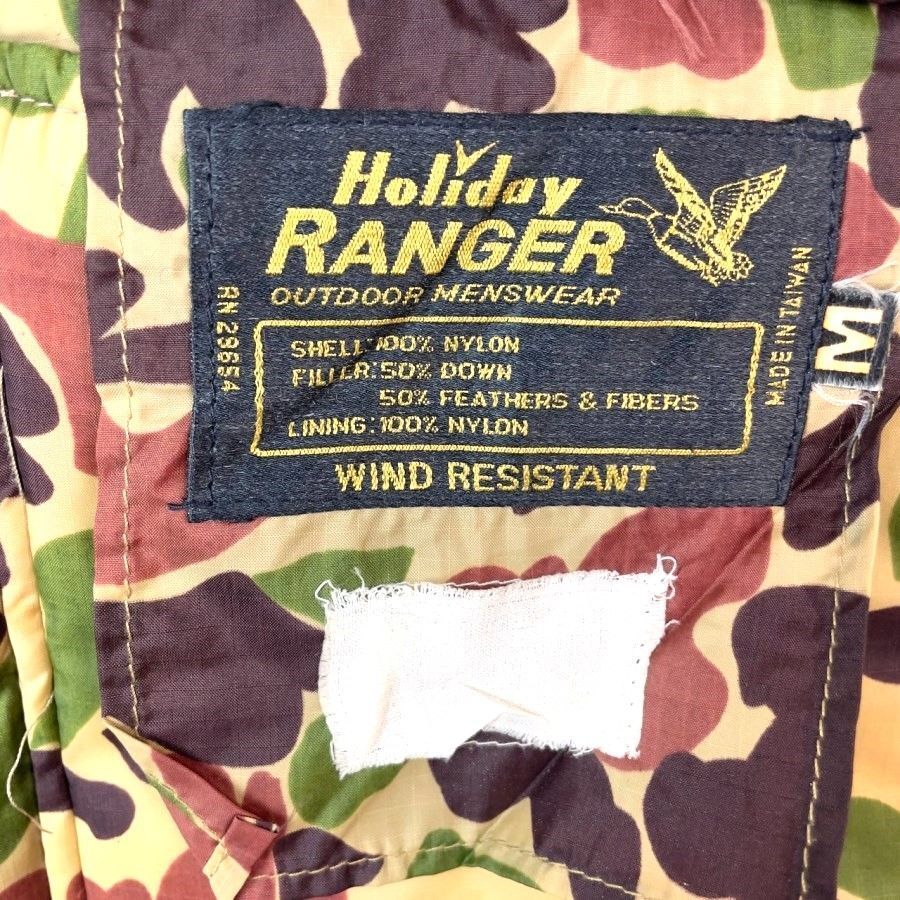 Holiday
RANGER
OUTDOOR MENSWEAR
RN 29654
SHELL: 100% NYLON
FILLER: 50% DOWN
50% FEATHERS & FIBERS
LINING: 100% NYLON
WIND RESISTANT
MADE IN TAIWAN
M